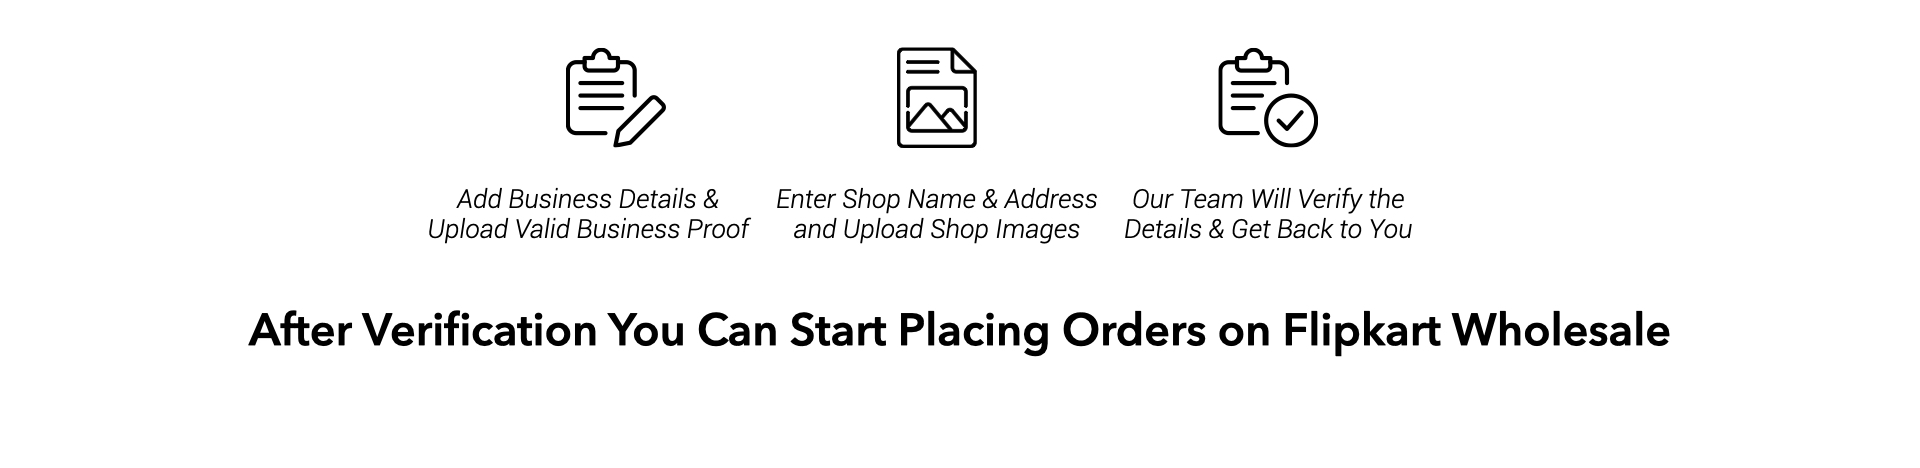 Add Business Details &
Upload Valid Business Proof
Enter Shop Name & Address
and Upload Shop Images
Our Team Will Verify the
Details & Get Back to You
After Verification You Can Start Placing Orders on Flipkart Wholesale